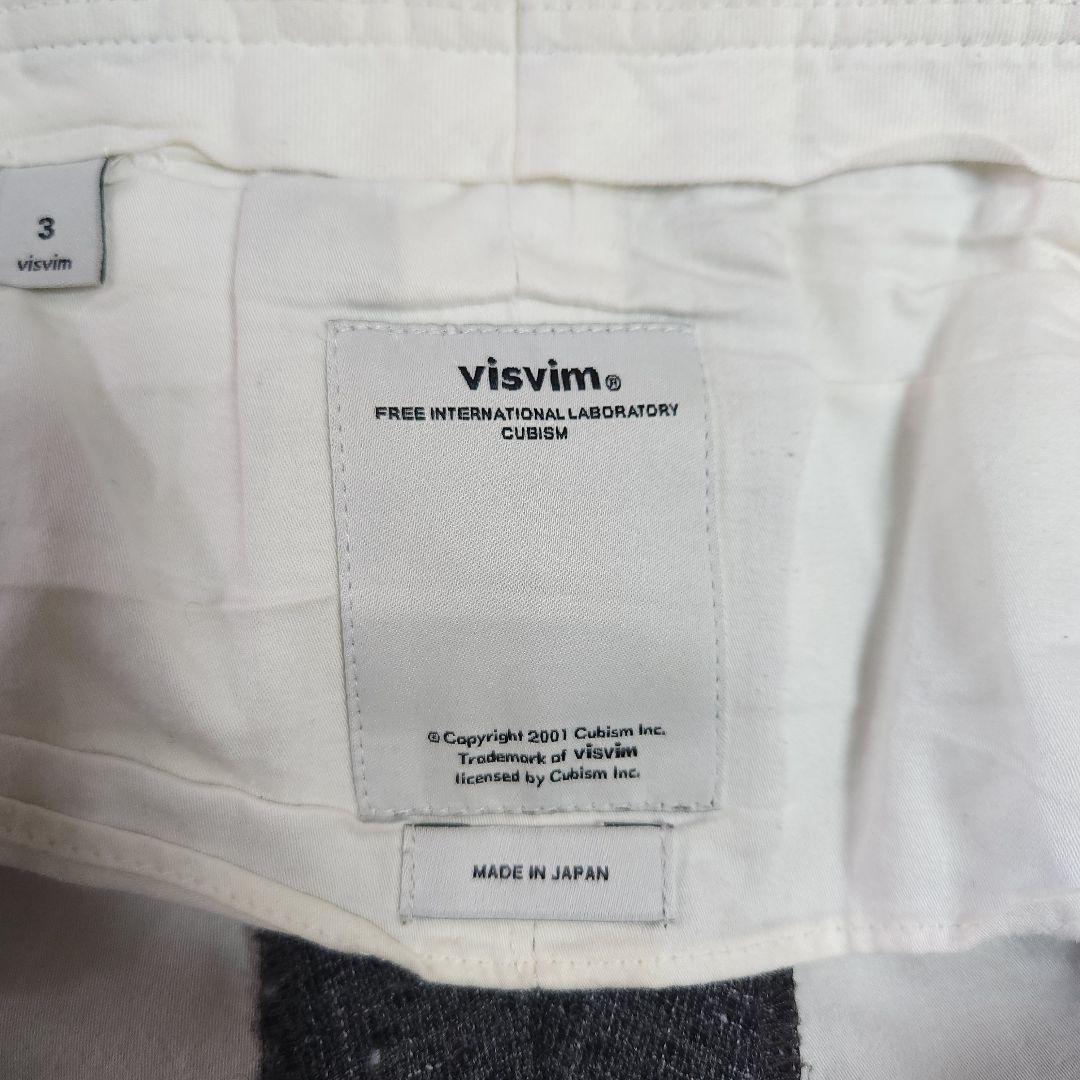 3
visvim
visvim®
FREE INTERNATIONAL LABORATORY
CUBISM
© Copyright 2001 Cubism Inc.
Trademark of visvim
licensed by Cubism Inc.
MADE IN JAPAN